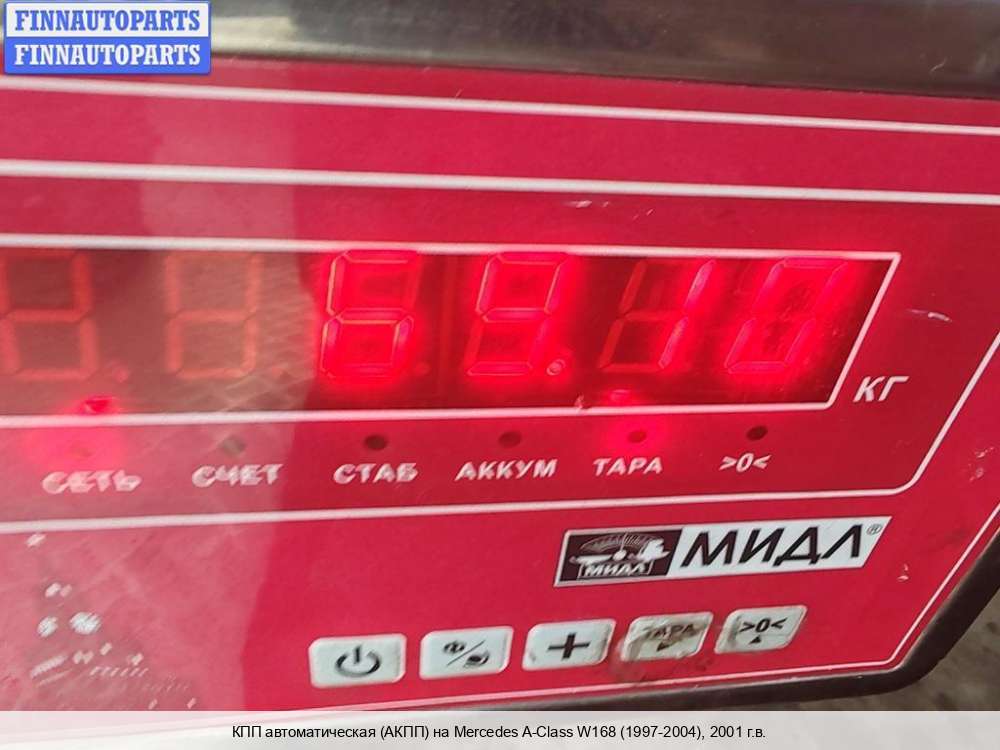 FINNAUTOPARTS
FINNAUTOPARTS
69.10
КГ
СЕТЬ СЧЕТ СТАБ АККУМ ТАРА >0<
МИДЛ МИДЛ®
+ ТАРА >0<
КПП автоматическая (АКПП) на Mercedes A-Class W168 (1997-2004), 2001 г.в.